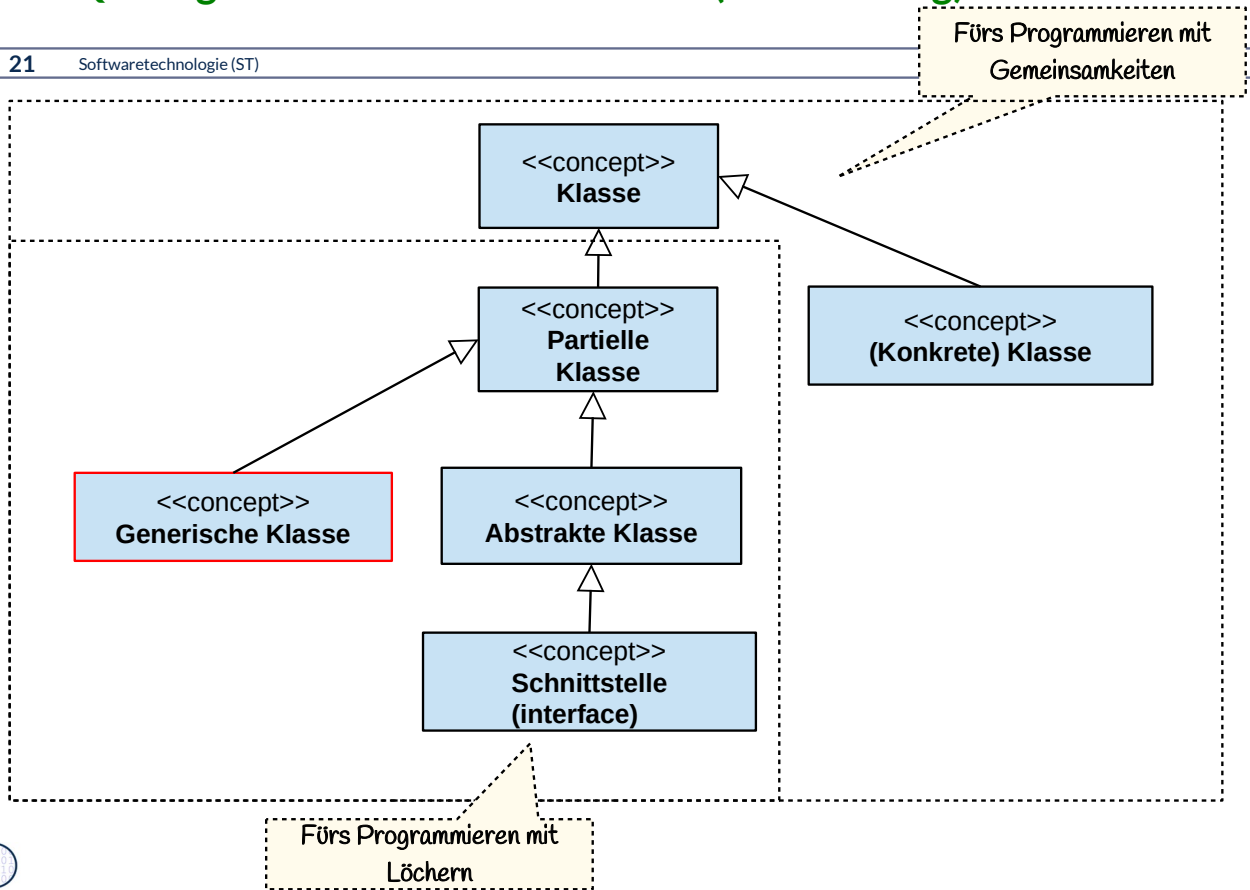 21 Softwaretechnologie (ST)
Fürs Programmieren mit
Gemeinsamkeiten
<<concept>>
Klasse
<<concept>>
Partielle
Klasse
<<concept>>
(Konkrete) Klasse
<<concept>>
Generische Klasse
<<concept>>
Abstrakte Klasse
<<concept>>
Schnittstelle
(interface)
Fürs Programmieren mit
Löchern